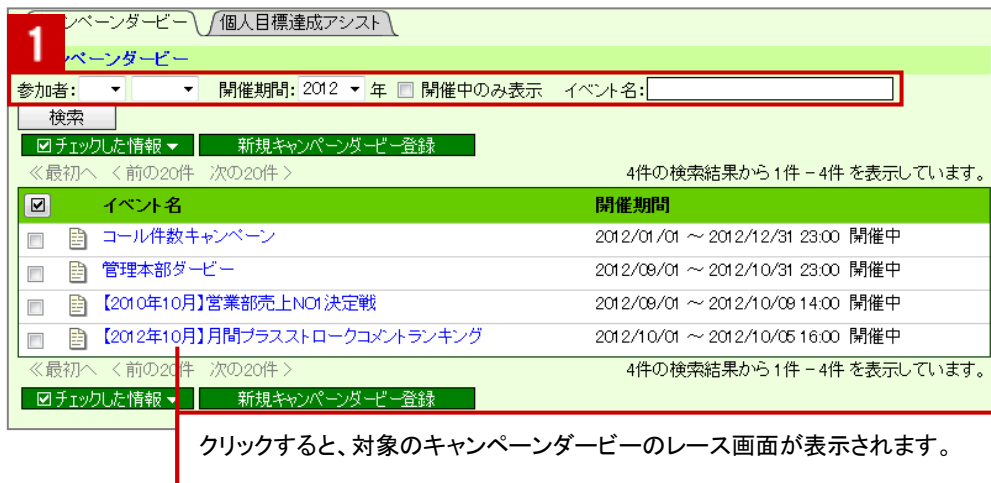 ンペーンダービー 個人目標達成アシスト
1
ンペーンダービー
参加者: 開催期間: 2012 年 開催中のみ表示 イベント名:
検索
チェックした情報▼ 新規キャンペーンダービー登録
≪最初へ <前の20件 次の20件> 4件の検索結果から1件-4件 を表示しています。
イベント名 開催期間
コール件数キャンペーン 2012/01/01 ~ 2012/12/31 23:00 開催中
管理本部ダービー 2012/09/01 ~ 2012/10/31 23:00 開催中
【2010年10月】営業部売上NO1決定戦 2012/09/01 ~ 2012/10/09 14:00 開催中
【2012年10月】月間プラスストロークコメントランキング 2012/10/01 ~ 2012/10/05 16:00 開催中
≪最初へ <前の20件 次の20件> 4件の検索結果から1件-4件 を表示しています。
チェックした情報▼ 新規キャンペーンダービー登録
クリックすると、対象のキャンペーンダービーのレース画面が表示されます。